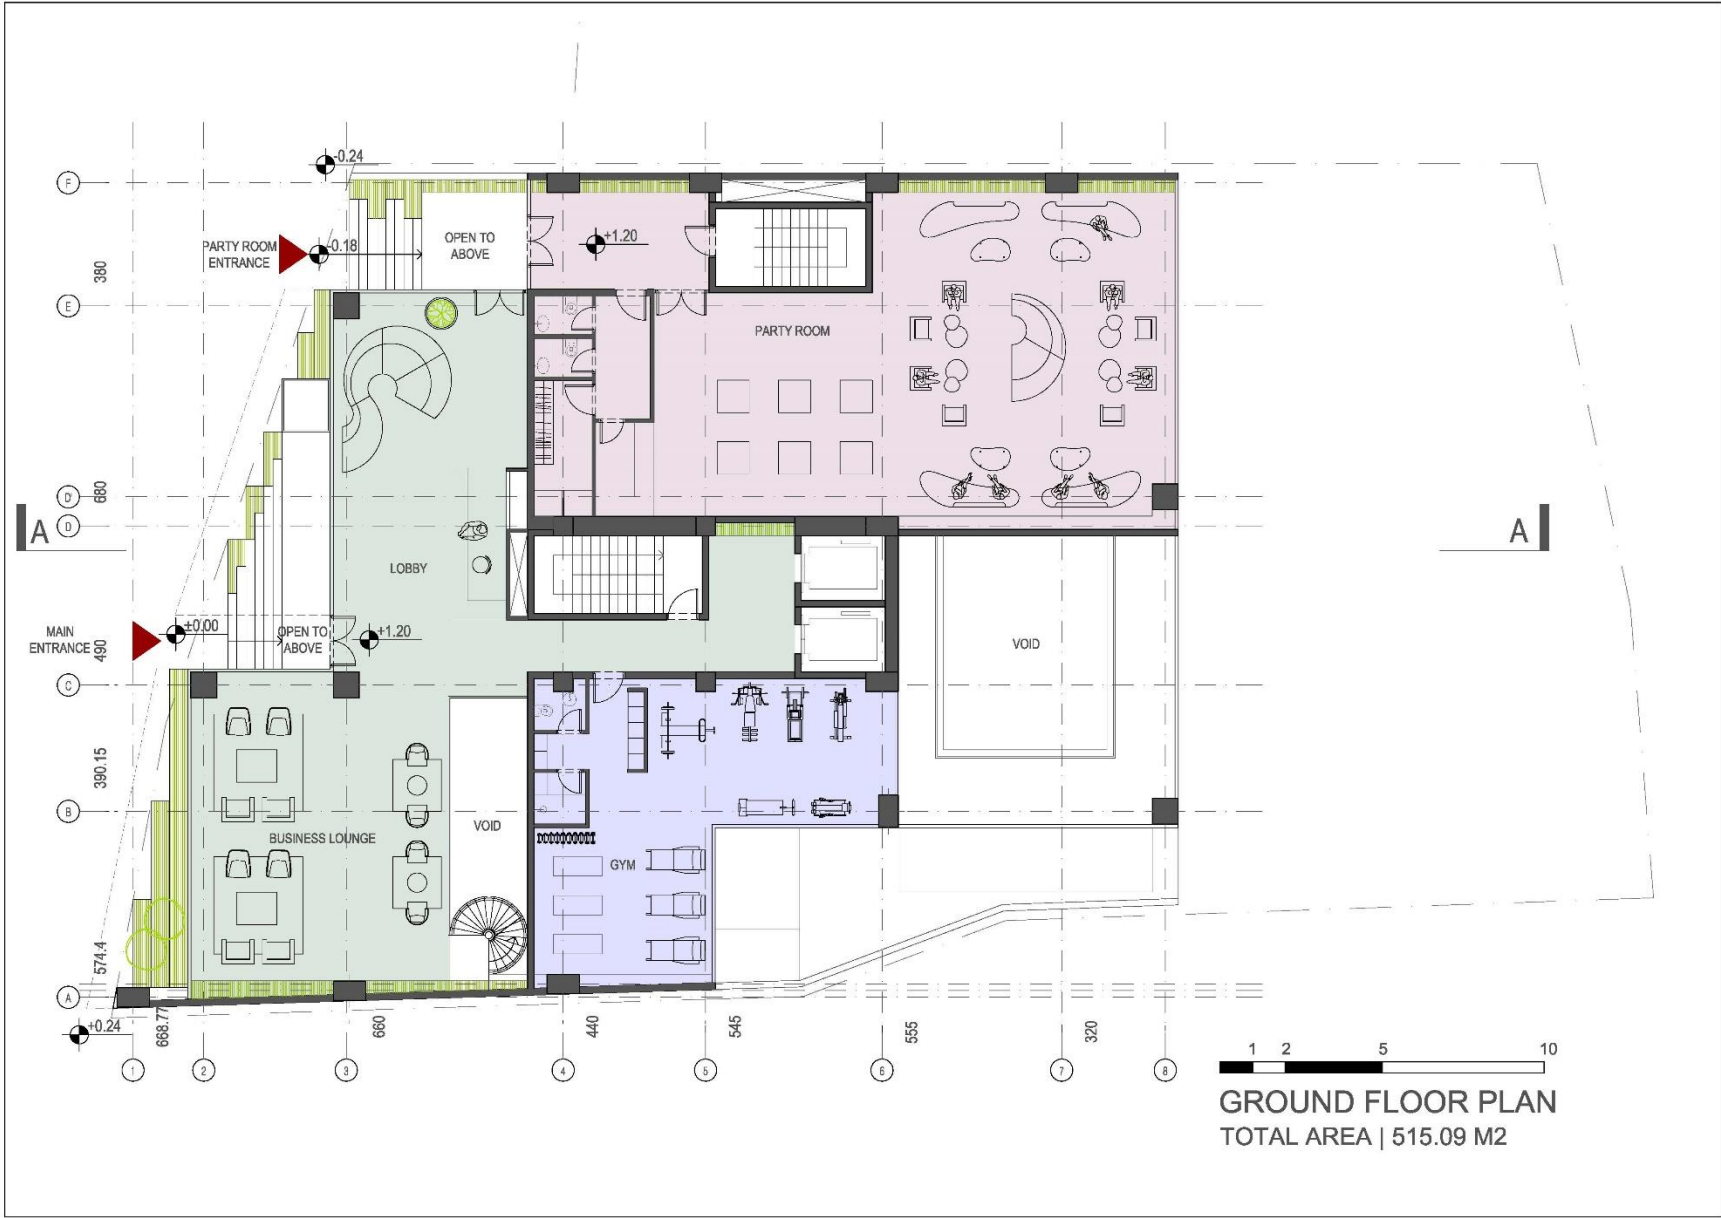 -0.24
F
PARTY ROOM
ENTRANCE
-0.18
OPEN TO
ABOVE
+1.20
380
E
PARTY ROOM
680
D'
D
A
A
LOBBY
MAIN
ENTRANCE
±0.00
OPEN TO
ABOVE
+1.20
490
VOID
C
390.15
B
BUSINESS LOUNGE
VOID
GYM
574.4
A
+0.24
668.77
660
440
545
555
320
1
2
3
4
5
6
7
8
1 2 5 10
GROUND FLOOR PLAN
TOTAL AREA | 515.09 M2